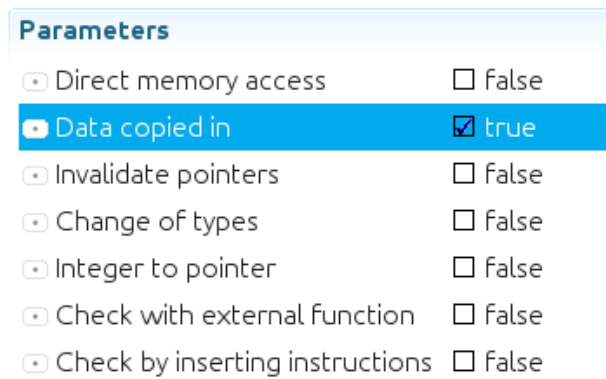 Parameters
Direct memory access false
Data copied in true
Invalidate pointers false
Change of types false
Integer to pointer false
Check with external function false
Check by inserting instructions false